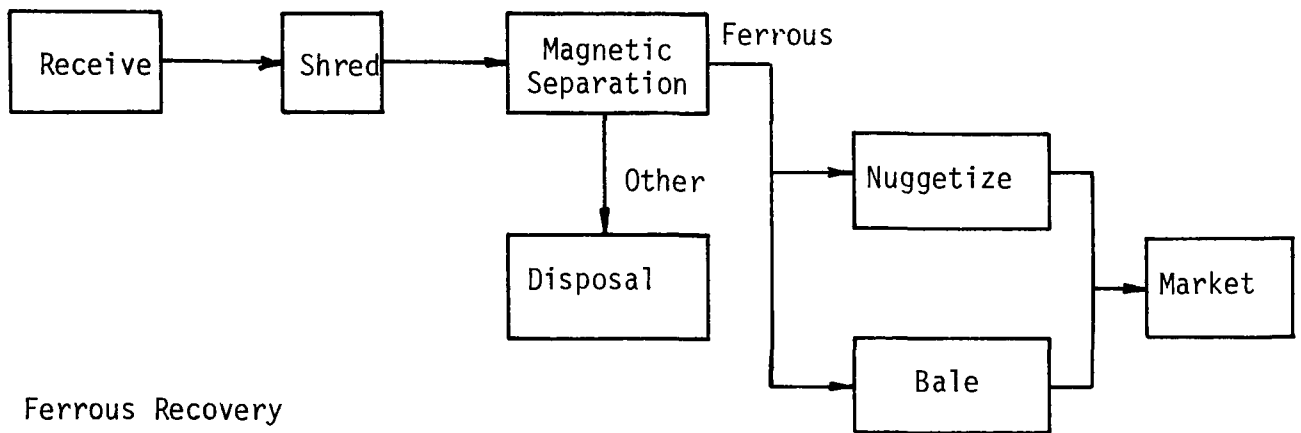 Receive
Shred
Magnetic
Separation
Ferrous
Other
Nuggetize
Disposal
Market
Bale
Ferrous Recovery